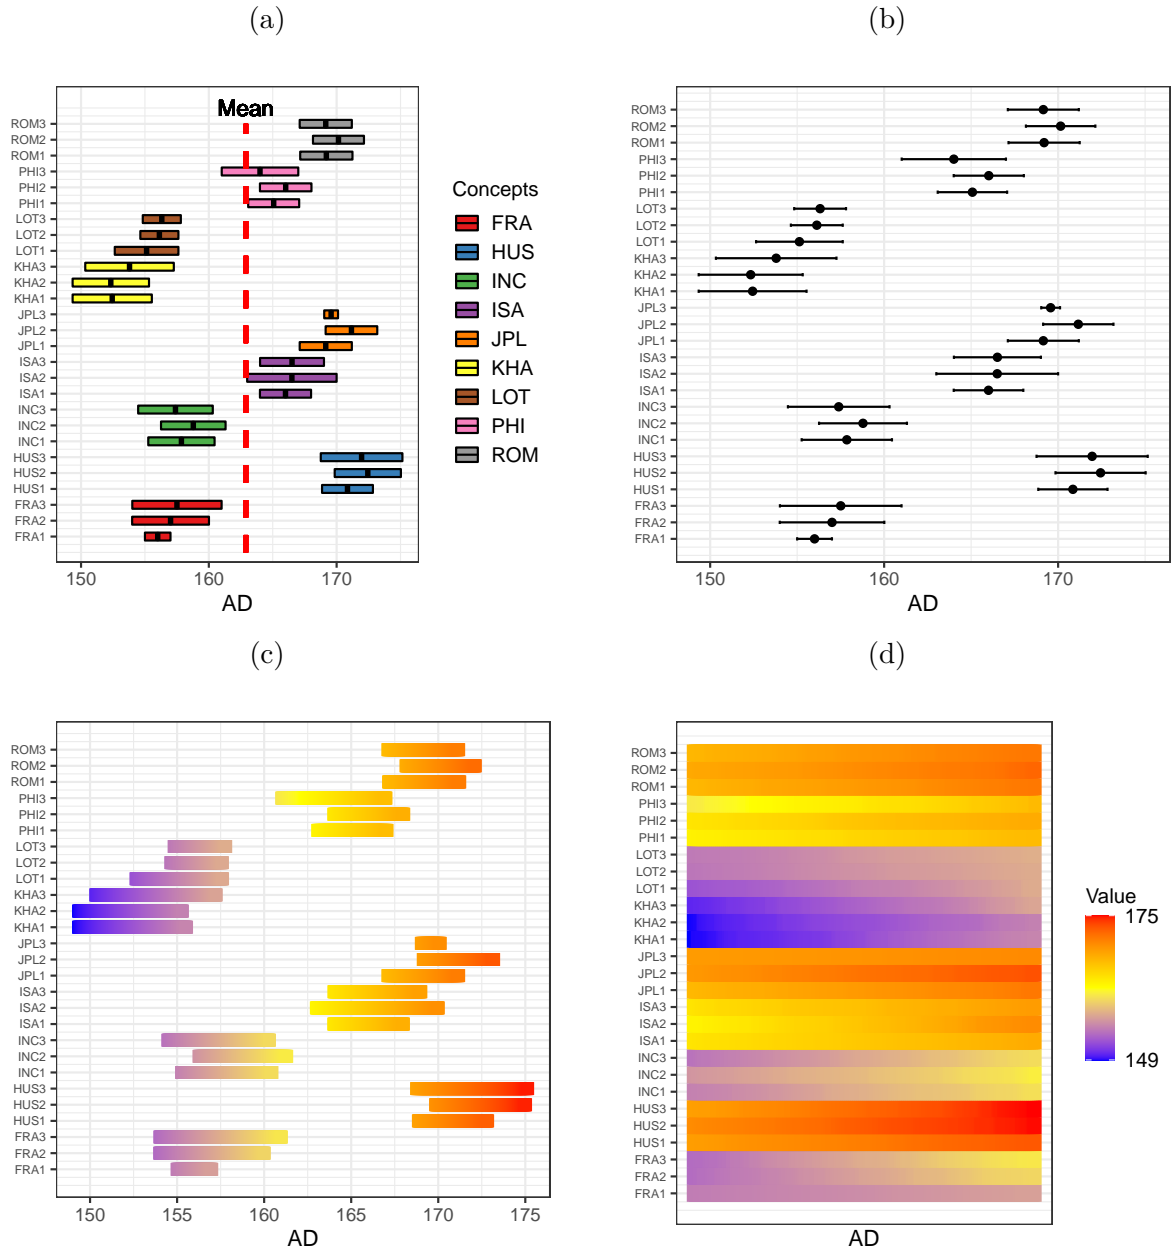 (a)
Mean
ROM3
ROM2
ROM1
PHI3
PHI2
PHI1
LOT3
LOT2
LOT1
KHA3
KHA2
KHA1
JPL3
JPL2
JPL1
ISA3
ISA2
ISA1
INC3
INC2
INC1
HUS3
HUS2
HUS1
FRA3
FRA2
FRA1
150 160 170
AD
Concepts
FRA
HUS
INC
ISA
JPL
KHA
LOT
PHI
ROM
(b)
ROM3
ROM2
ROM1
PHI3
PHI2
PHI1
LOT3
LOT2
LOT1
KHA3
KHA2
KHA1
JPL3
JPL2
JPL1
ISA3
ISA2
ISA1
INC3
INC2
INC1
HUS3
HUS2
HUS1
FRA3
FRA2
FRA1
150 160 170
AD
(c)
ROM3
ROM2
ROM1
PHI3
PHI2
PHI1
LOT3
LOT2
LOT1
KHA3
KHA2
KHA1
JPL3
JPL2
JPL1
ISA3
ISA2
ISA1
INC3
INC2
INC1
HUS3
HUS2
HUS1
FRA3
FRA2
FRA1
150 155 160 165 170 175
AD
(d)
ROM3
ROM2
ROM1
PHI3
PHI2
PHI1
LOT3
LOT2
LOT1
KHA3
KHA2
KHA1
JPL3
JPL2
JPL1
ISA3
ISA2
ISA1
INC3
INC2
INC1
HUS3
HUS2
HUS1
FRA3
FRA2
FRA1
AD
Value
175
149